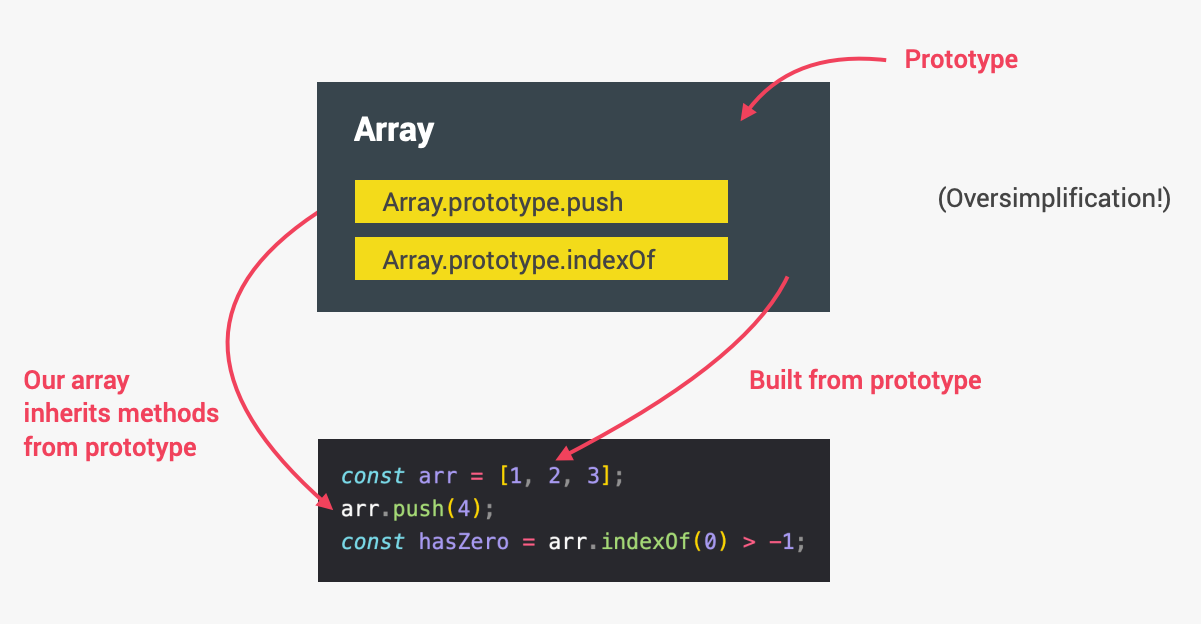 Prototype
Array
Array.prototype.push
(Oversimplification!)
Array.prototype.indexOf
Our array
inherits methods
from prototype
Built from prototype
const arr = [1, 2, 3];
arr.push(4);
const hasZero = arr.indexOf(0) > -1;